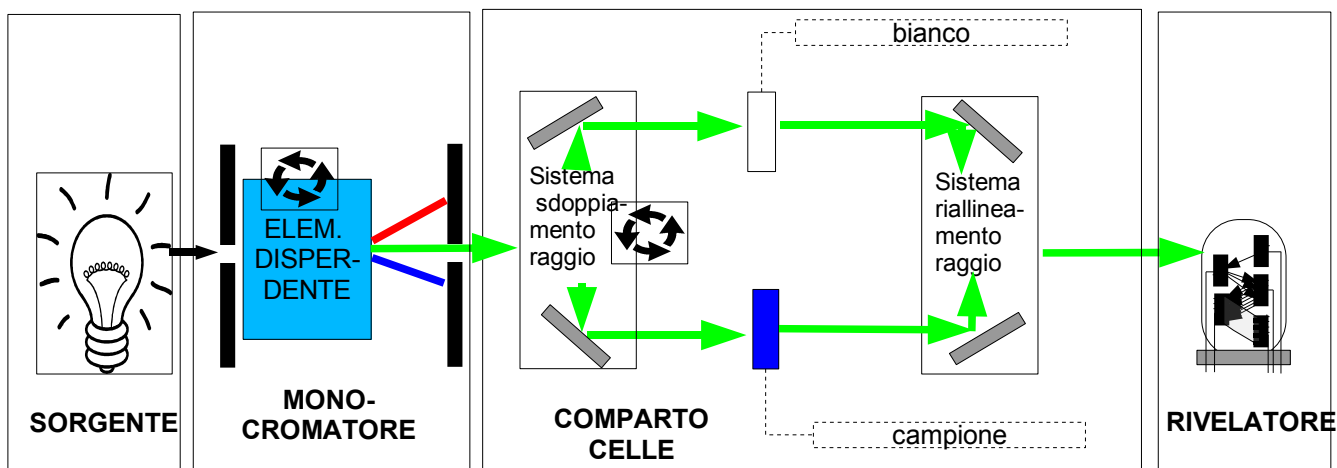 bianco
Sistema
sdoppia-
mento
raggio
Sistema
riallinea-
mento
raggio
ELEM.
DISPER-
DENTE
SORGENTE
MONO-
CROMATORE
COMPARTO
CELLE
campione
RIVELATORE